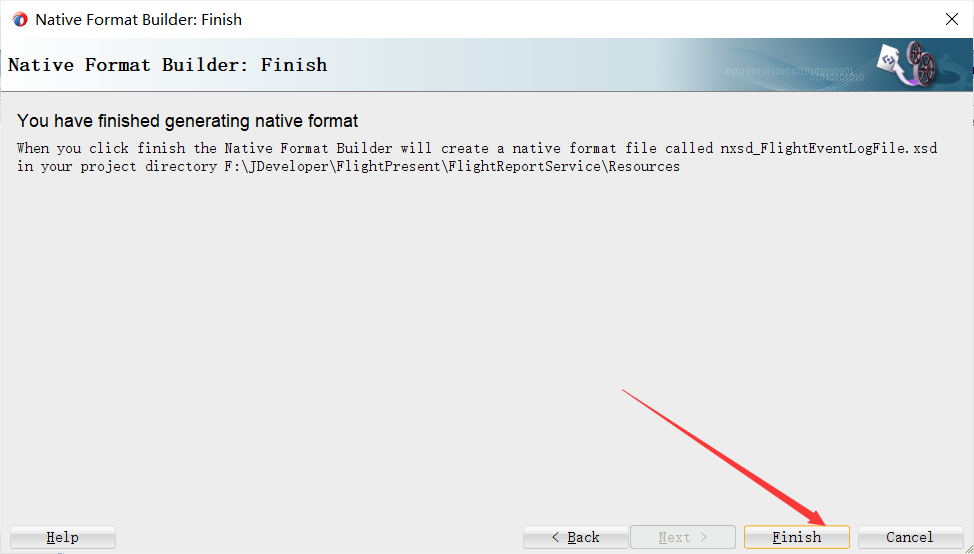 Native Format Builder: Finish
Native Format Builder: Finish
0101010101010101010101010101
01010101010
You have finished generating native format
When you click finish the Native Format Builder will create a native format file called nxsd_FlightEventLogFile.xsd
in your project directory F:\JDeveloper\FlightPresent\FlightReportService\Resources
Help
< Back
Next >
Finish
Cancel